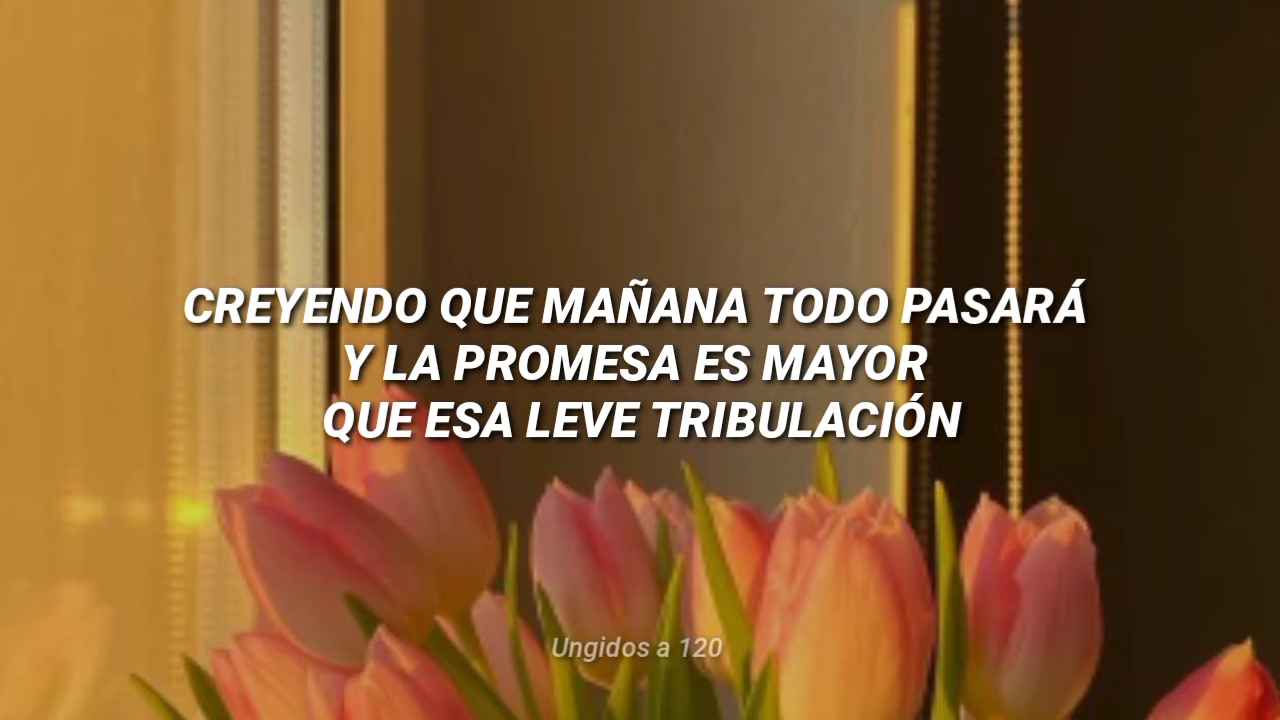 CREYENDO QUE MAÑANA TODO PASARÁ
Y LA PROMESA ES MAYOR
QUE ESA LEVE TRIBULACIÓN
Ungidos a 120